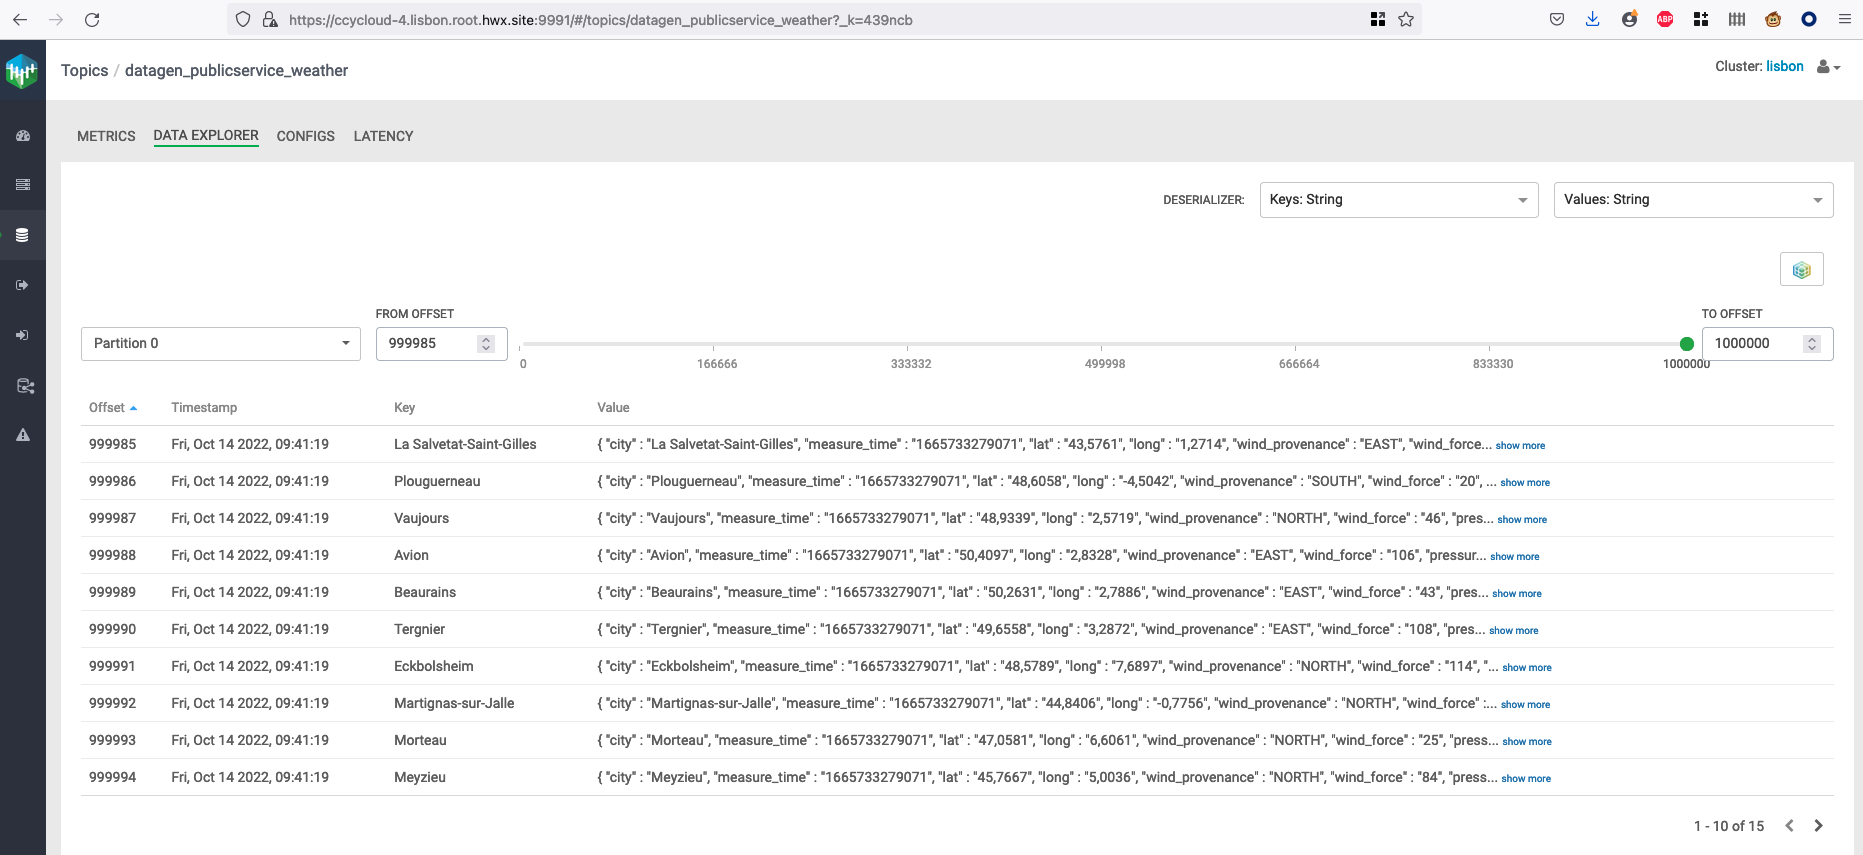 https://ccycloud-4.lisbon.root.hwx.site:9991/#/topics/datagen_publicservice_weather?_k=439ncb
ABP
Topics / datagen_publicservice_weather
Cluster: lisbon
METRICS DATA EXPLORER CONFIGS LATENCY
DESERIALIZER: Keys: String Values: String
FROM OFFSET TO OFFSET
Partition 0 999985 1000000
0 166666 333332 499998 666664 833330 1000000
Offset Timestamp Key Value
999985 Fri, Oct 14 2022, 09:41:19 La Salvetat-Saint-Gilles { "city" : "La Salvetat-Saint-Gilles", "measure_time" : "1665733279071", "lat" : "43,5761", "long" : "1,2714", "wind_provenance" : "EAST", "wind_force... show more
999986 Fri, Oct 14 2022, 09:41:19 Plouguerneau { "city" : "Plouguerneau", "measure_time" : "1665733279071", "lat" : "48,6058", "long" : "-4,5042", "wind_provenance" : "SOUTH", "wind_force" : "20", ... show more
999987 Fri, Oct 14 2022, 09:41:19 Vaujours { "city" : "Vaujours", "measure_time" : "1665733279071", "lat" : "48,9339", "long" : "2,5719", "wind_provenance" : "NORTH", "wind_force" : "46", "pres... show more
999988 Fri, Oct 14 2022, 09:41:19 Avion { "city" : "Avion", "measure_time" : "1665733279071", "lat" : "50,4097", "long" : "2,8328", "wind_provenance" : "EAST", "wind_force" : "106", "pressur... show more
999989 Fri, Oct 14 2022, 09:41:19 Beaurains { "city" : "Beaurains", "measure_time" : "1665733279071", "lat" : "50,2631", "long" : "2,7886", "wind_provenance" : "EAST", "wind_force" : "43", "pres... show more
999990 Fri, Oct 14 2022, 09:41:19 Tergnier { "city" : "Tergnier", "measure_time" : "1665733279071", "lat" : "49,6558", "long" : "3,2872", "wind_provenance" : "EAST", "wind_force" : "108", "pres... show more
999991 Fri, Oct 14 2022, 09:41:19 Eckbolsheim { "city" : "Eckbolsheim", "measure_time" : "1665733279071", "lat" : "48,5789", "long" : "7,6897", "wind_provenance" : "NORTH", "wind_force" : "114", "... show more
999992 Fri, Oct 14 2022, 09:41:19 Martignas-sur-Jalle { "city" : "Martignas-sur-Jalle", "measure_time" : "1665733279071", "lat" : "44,8406", "long" : "-0,7756", "wind_provenance" : "NORTH", "wind_force" :... show more
999993 Fri, Oct 14 2022, 09:41:19 Morteau { "city" : "Morteau", "measure_time" : "1665733279071", "lat" : "47,0581", "long" : "6,6061", "wind_provenance" : "NORTH", "wind_force" : "25", "press... show more
999994 Fri, Oct 14 2022, 09:41:19 Meyzieu { "city" : "Meyzieu", "measure_time" : "1665733279071", "lat" : "45,7667", "long" : "5,0036", "wind_provenance" : "NORTH", "wind_force" : "84", "press... show more
1 - 10 of 15